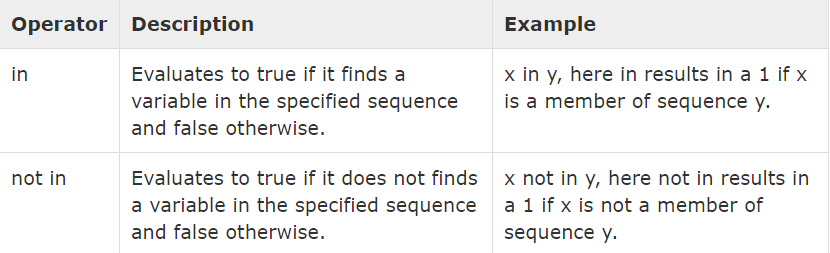 Operator Description Example
in
Evaluates to true if it finds a
variable in the specified sequence
and false otherwise.
x in y, here in results in a 1 if x
is a member of sequence y.
not in
Evaluates to true if it does not finds
a variable in the specified sequence
and false otherwise.
x not in y, here not in results in
a 1 if x is not a member of
sequence y.